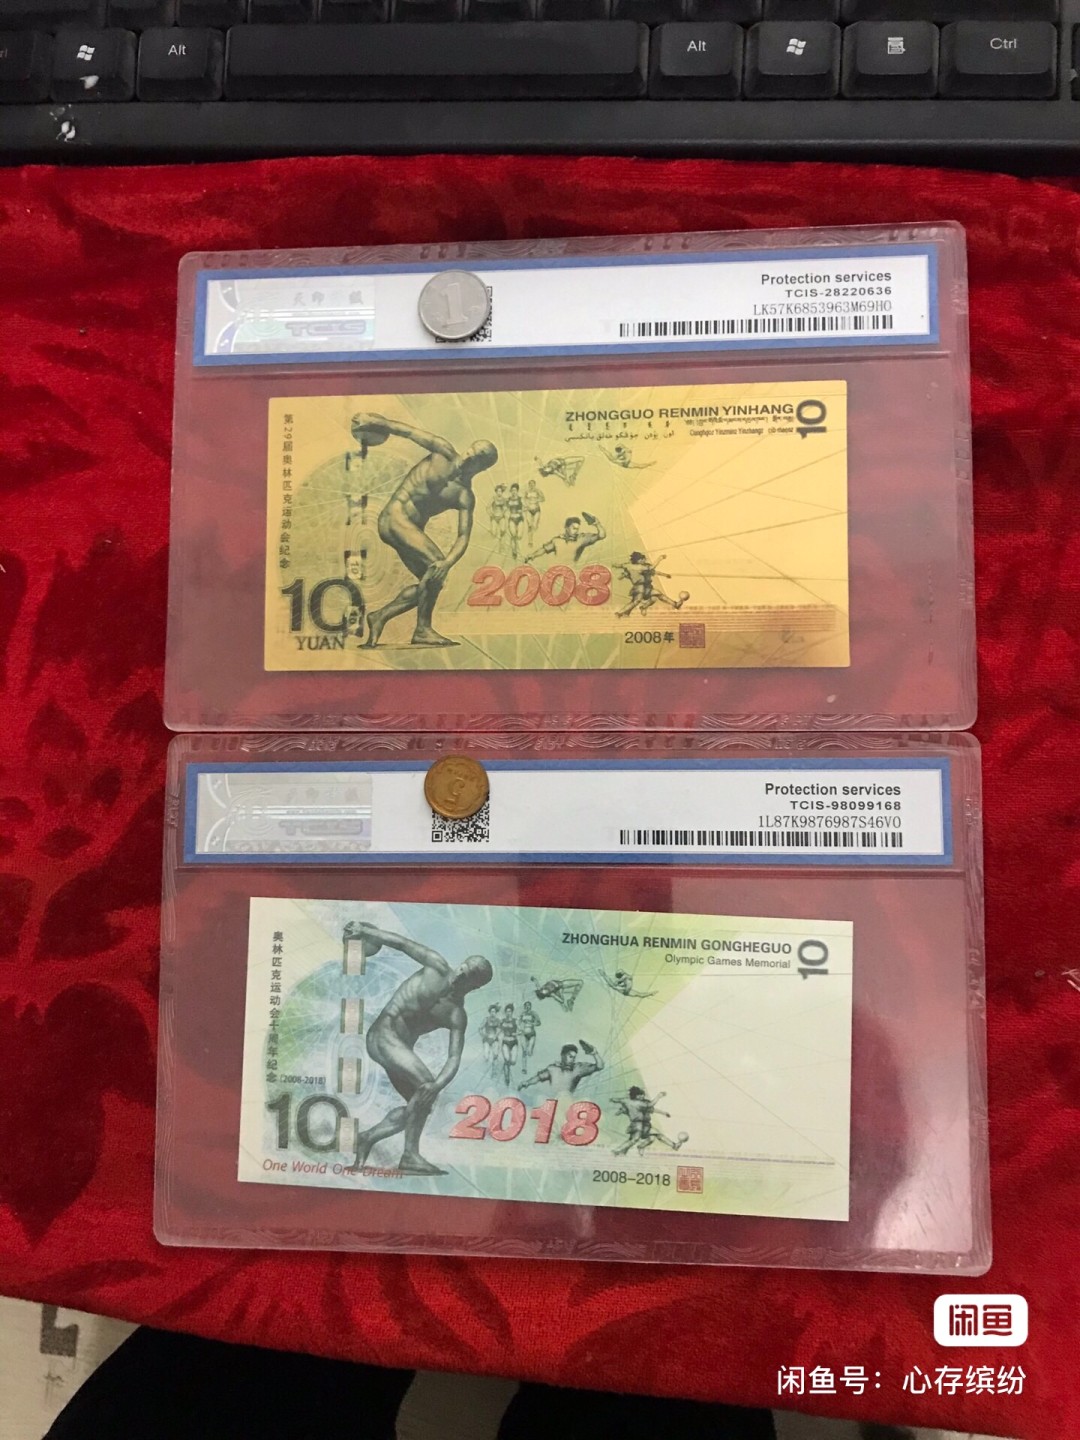 Alt
Alt
Ctrl
Protection services
TCIS-28220636
LK57K6853963M69H0
TCIS
1
第29届奥林匹克运动会纪念
ZHONGGUO RENMIN YINHANG
10
2008
10
YUAN
2008年
Protection services
TCIS-98099168
1L87K9876987S46V0
TCIS
5
奥林匹克运动会十周年纪念(2008-2018)
ZHONGHUA RENMIN GONGHEGUO
Olympic Games Memorial
10
2018
10
One World One Dream
2008-2018
闲鱼
闲鱼号：心存缤纷